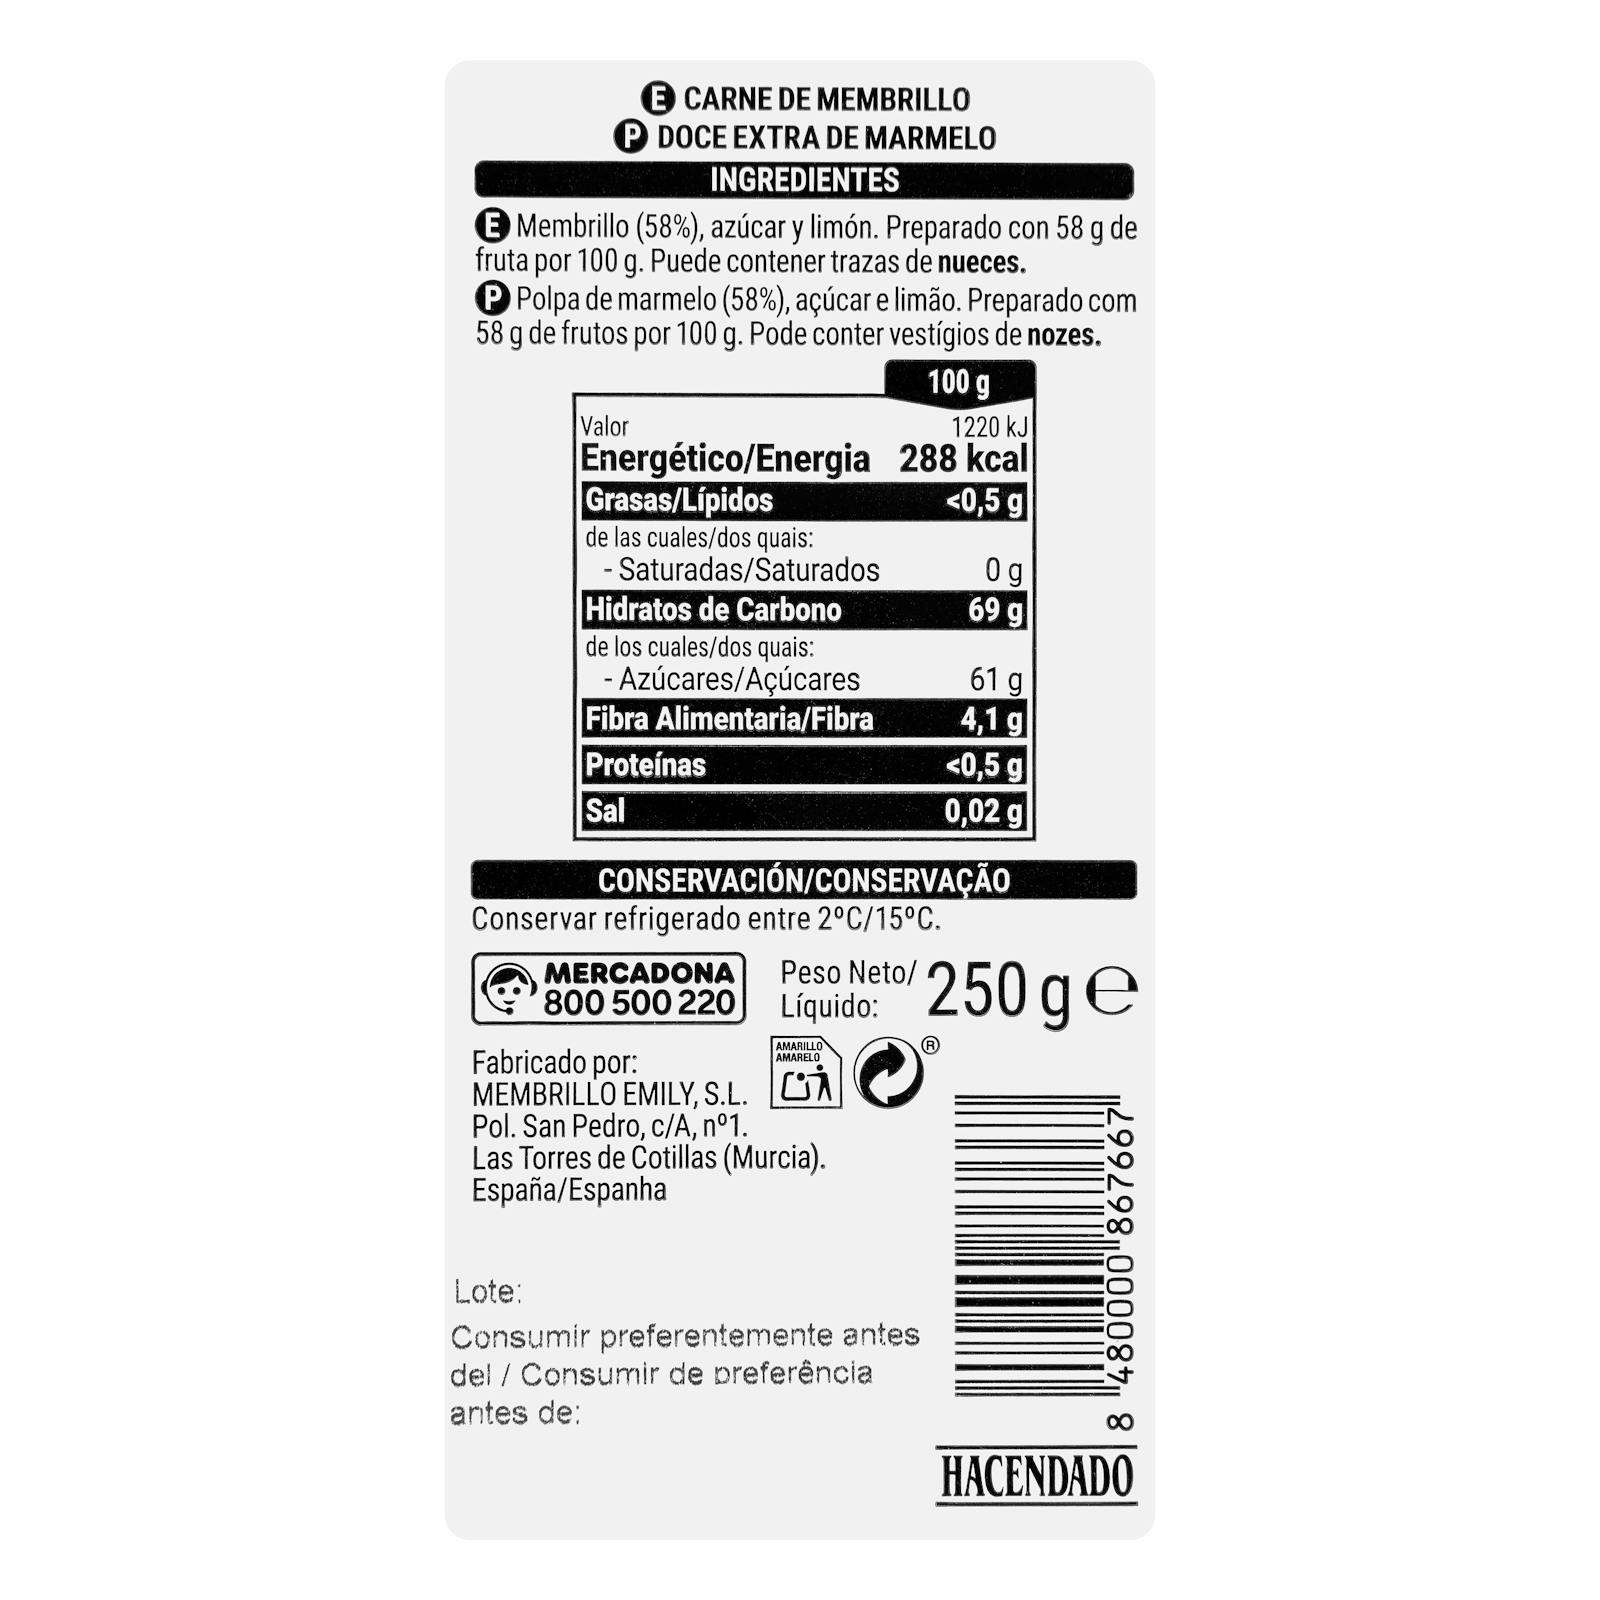 E CARNE DE MEMBRILLO
P DOCE EXTRA DE MARMELO
INGREDIENTES
E Membrillo (58%), azúcar y limón. Preparado con 58 g de
fruta por 100 g. Puede contener trazas de nueces.
P Polpa de marmelo (58%), açúcar e limão. Preparado com
58 g de frutos por 100 g. Pode conter vestígios de nozes.
100 g
Valor 1220 kJ
Energético/Energia 288 kcal
Grasas/Lípidos <0,5 g
de las cuales/dos quais:
- Saturadas/Saturados 0 g
Hidratos de Carbono 69 g
de los cuales/dos quais:
- Azúcares/Açúcares 61 g
Fibra Alimentaria/Fibra 4,1 g
Proteínas <0,5 g
Sal 0,02 g
CONSERVACIÓN/CONSERVAÇÃO
Conservar refrigerado entre 2ºC/15ºC.
MERCADONA
800 500 220
Peso Neto/
Líquido: 250 g e
AMARILLO
AMARELO
®
Fabricado por:
MEMBRILLO EMILY, S.L.
Pol. San Pedro, c/A, nº1.
Las Torres de Cotillas (Murcia).
España/Espanha
8 480000 867667
Lote:
Consumir preferentemente antes
del / Consumir de preferência
antes de:
HACENDADO